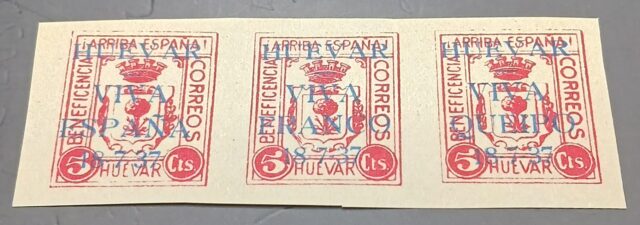 ¡ARRIBA ESPAÑA!
BENEFICENCIA
CORREOS
5 Cts.
HUEVAR
HUEVAR
VIVA
ESPAÑA
18-7-37
¡ARRIBA ESPAÑA!
BENEFICENCIA
CORREOS
5 Cts.
HUEVAR
HUEVAR
VIVA
FRANCO
18-7-37
¡ARRIBA ESPAÑA!
BENEFICENCIA
CORREOS
5 Cts.
HUEVAR
HUEVAR
VIVA
QUEIPO
18-7-37